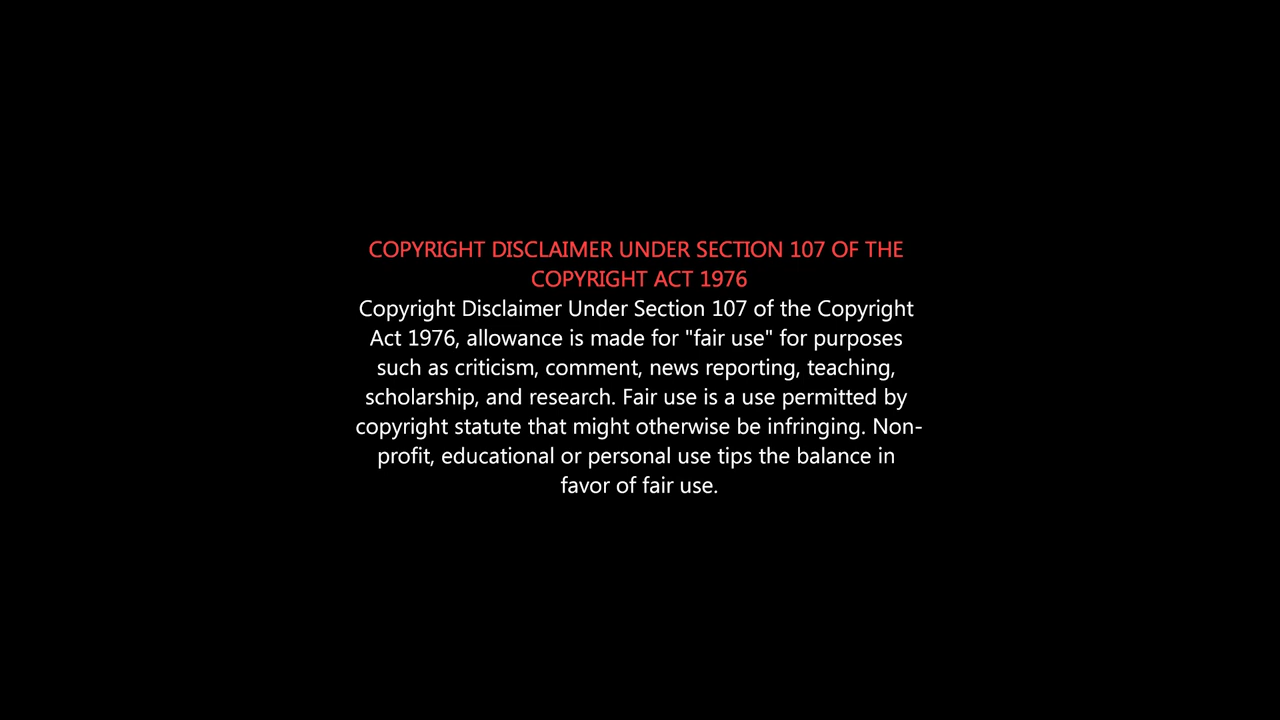 COPYRIGHT DISCLAIMER UNDER SECTION 107 OF THE
COPYRIGHT ACT 1976
Copyright Disclaimer Under Section 107 of the Copyright
Act 1976, allowance is made for "fair use" for purposes
such as criticism, comment, news reporting, teaching,
scholarship, and research. Fair use is a use permitted by
copyright statute that might otherwise be infringing. Non-
profit, educational or personal use tips the balance in
favor of fair use.